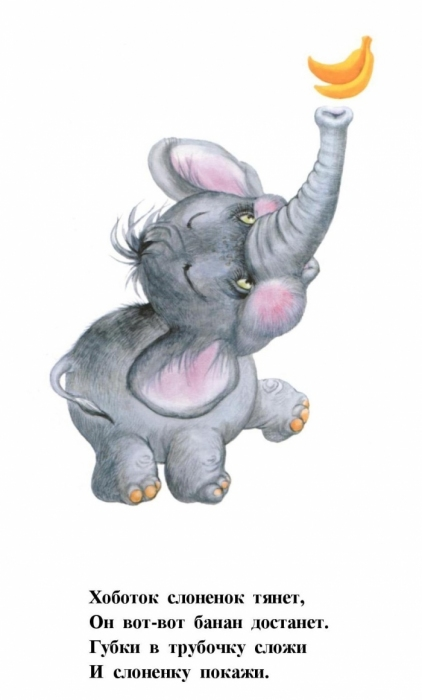 Хоботок слоненок тянет,
Он вот-вот банан достанет.
Губки в трубочку сложи
И слоненку покажи.